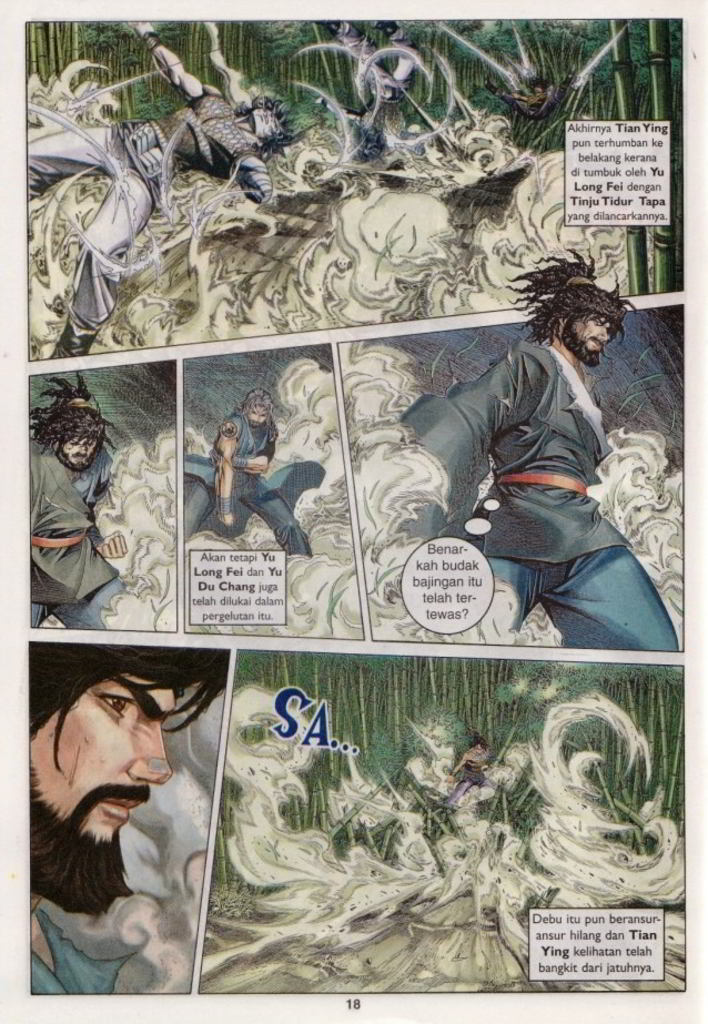 Akhirnya Tian Ying
pun terhumban ke
belakang kerana
di tumbuk oleh Yu
Long Fei dengan
Tinju Tidur Tapa
yang dilancarkannya.
Akan tetapi Yu
Long Fei dan Yu
Du Chang juga
telah dilukai dalam
pergelutan itu.
Benar-
kah budak
bajingan itu
telah ter-
tewas?
SA...
Debu itu pun beransur-
ansur hilang dan Tian
Ying kelihatan telah
bangkit dari jatuhnya.
18